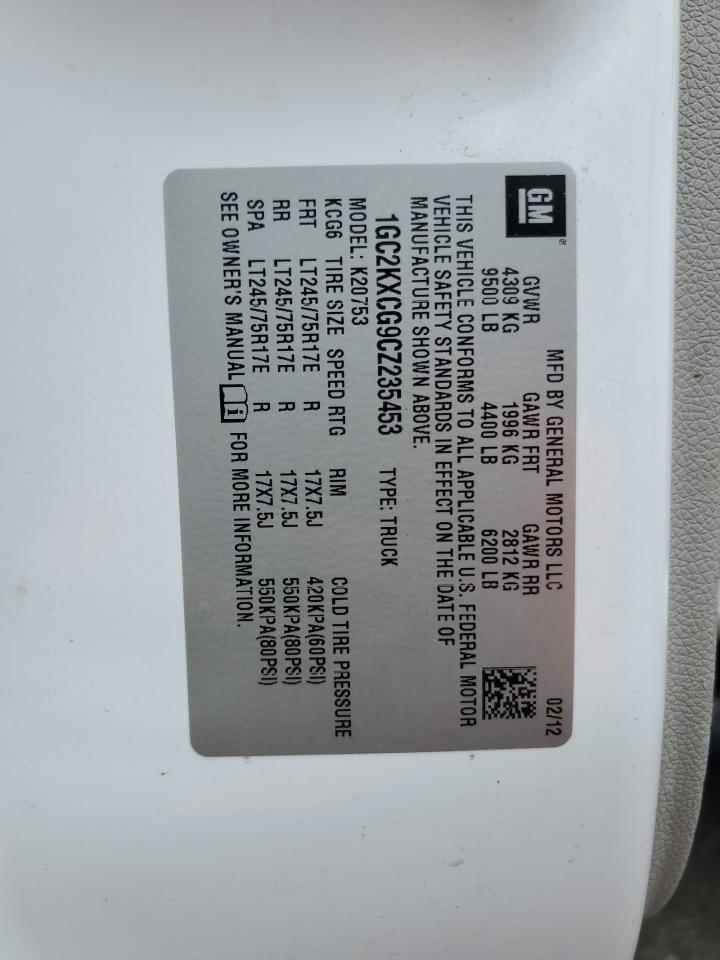 GM®
MFD BY GENERAL MOTORS LLC 02/12
GVWR GAWR FRT GAWR RR
4309 KG 1996 KG 2812 KG
9500 LB 4400 LB 6200 LB
THIS VEHICLE CONFORMS TO ALL APPLICABLE U.S. FEDERAL MOTOR
VEHICLE SAFETY STANDARDS IN EFFECT ON THE DATE OF
MANUFACTURE SHOWN ABOVE.
1GC2KXCG9CZ235453 TYPE: TRUCK
MODEL: K20753
KCG6 TIRE SIZE SPEED RTG RIM COLD TIRE PRESSURE
FRT LT245/75R17E R 17X7.5J 420KPA(60PSI)
RR LT245/75R17E R 17X7.5J 550KPA(80PSI)
SPA LT245/75R17E R 17X7.5J 550KPA(80PSI)
SEE OWNER'S MANUAL i FOR MORE INFORMATION.